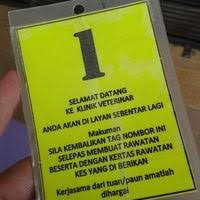 1
SELAMAT DATANG
KE KLINIK VETERINAR
ANDA AKAN DI LAYAN SEBENTAR LAGI
Makuman
SILA KEMBALIKAN TAG NOMBOR INI
SELEPAS MEMBUAT RAWATAN
BESERTA DENGAN KERTAS RAWATAN
KES YANG DI BERIKAN
Kerjasama dari tuan/puan amatlah
dihargai